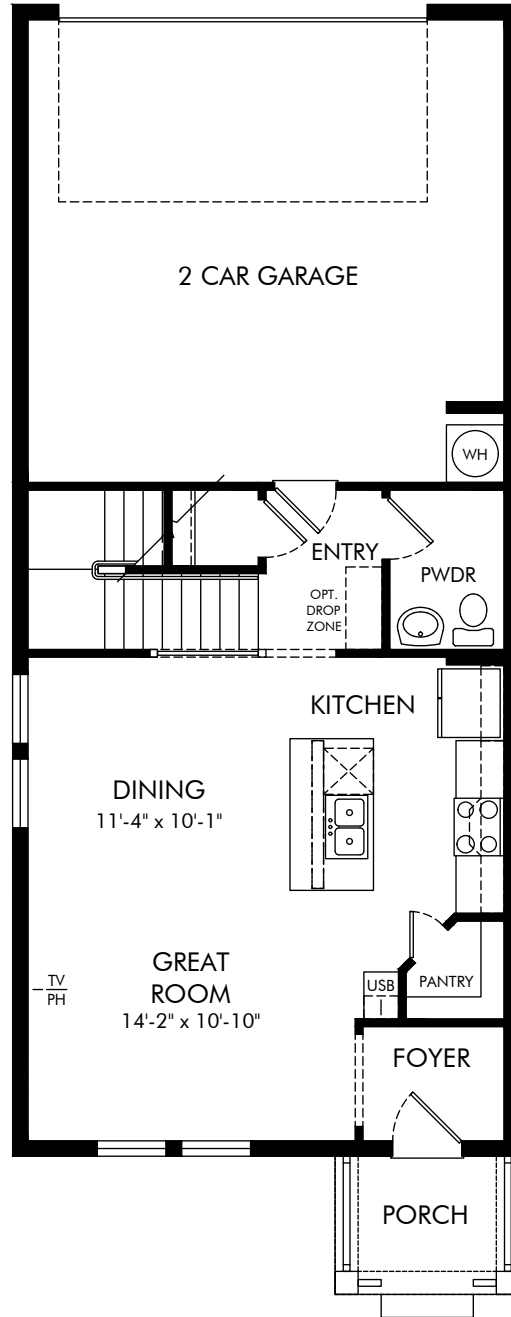 2 CAR GARAGE
WH
ENTRY
PWDR
OPT.
DROP
ZONE
KITCHEN
DINING
11'-4" x 10'-1"
GREAT
ROOM
14'-2" x 10'-10"
TV
PH
USB
PANTRY
FOYER
PORCH